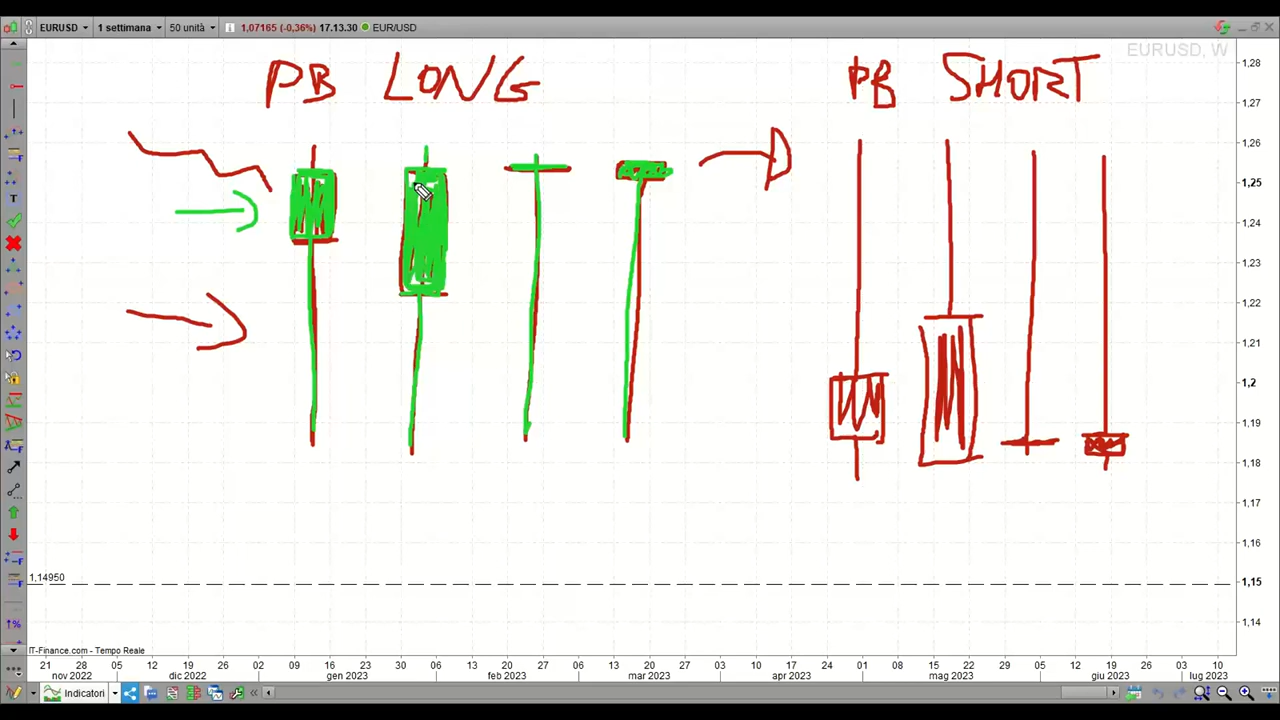 EURUSD 1 settimana 50 unità 1,07165 (-0,36%) 17.13.30 EUR/USD
EURUSD, W
PB LONG PB SHORT
1,28
1,27
1,26
1,25
1,24
1,23
1,22
1,21
1,2
1,19
1,18
1,17
1,16
1,14950
1,15
1,14
IT-Finance.com - Tempo Reale
21 28 05 12 19 26 02 09 16 23 30 06 13 20 27 06 13 20 27 03 10 17 24 01 08 15 22 29 05 12 19 26 03 10
nov 2022 dic 2022 gen 2023 feb 2023 mar 2023 apr 2023 mag 2023 giu 2023 lug 2023
Indicatori